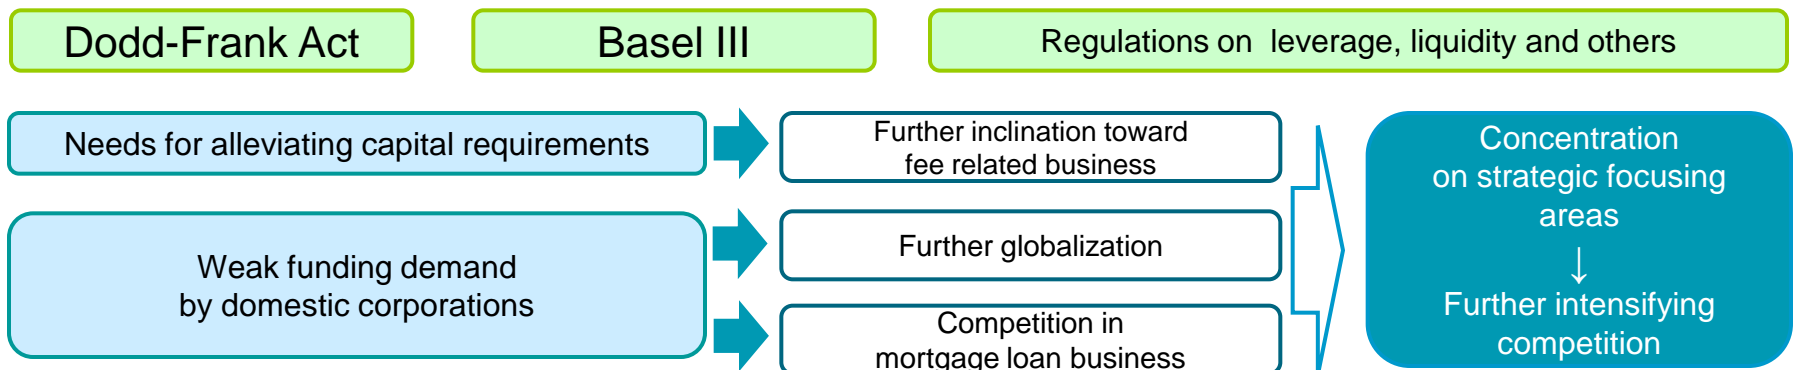 Dodd-Frank Act
Basel III
Regulations on leverage, liquidity and others
Needs for alleviating capital requirements
Further inclination toward
fee related business
Weak funding demand
by domestic corporations
Further globalization
Competition in
mortgage loan business
Concentration
on strategic focusing
areas
↓
Further intensifying
competition